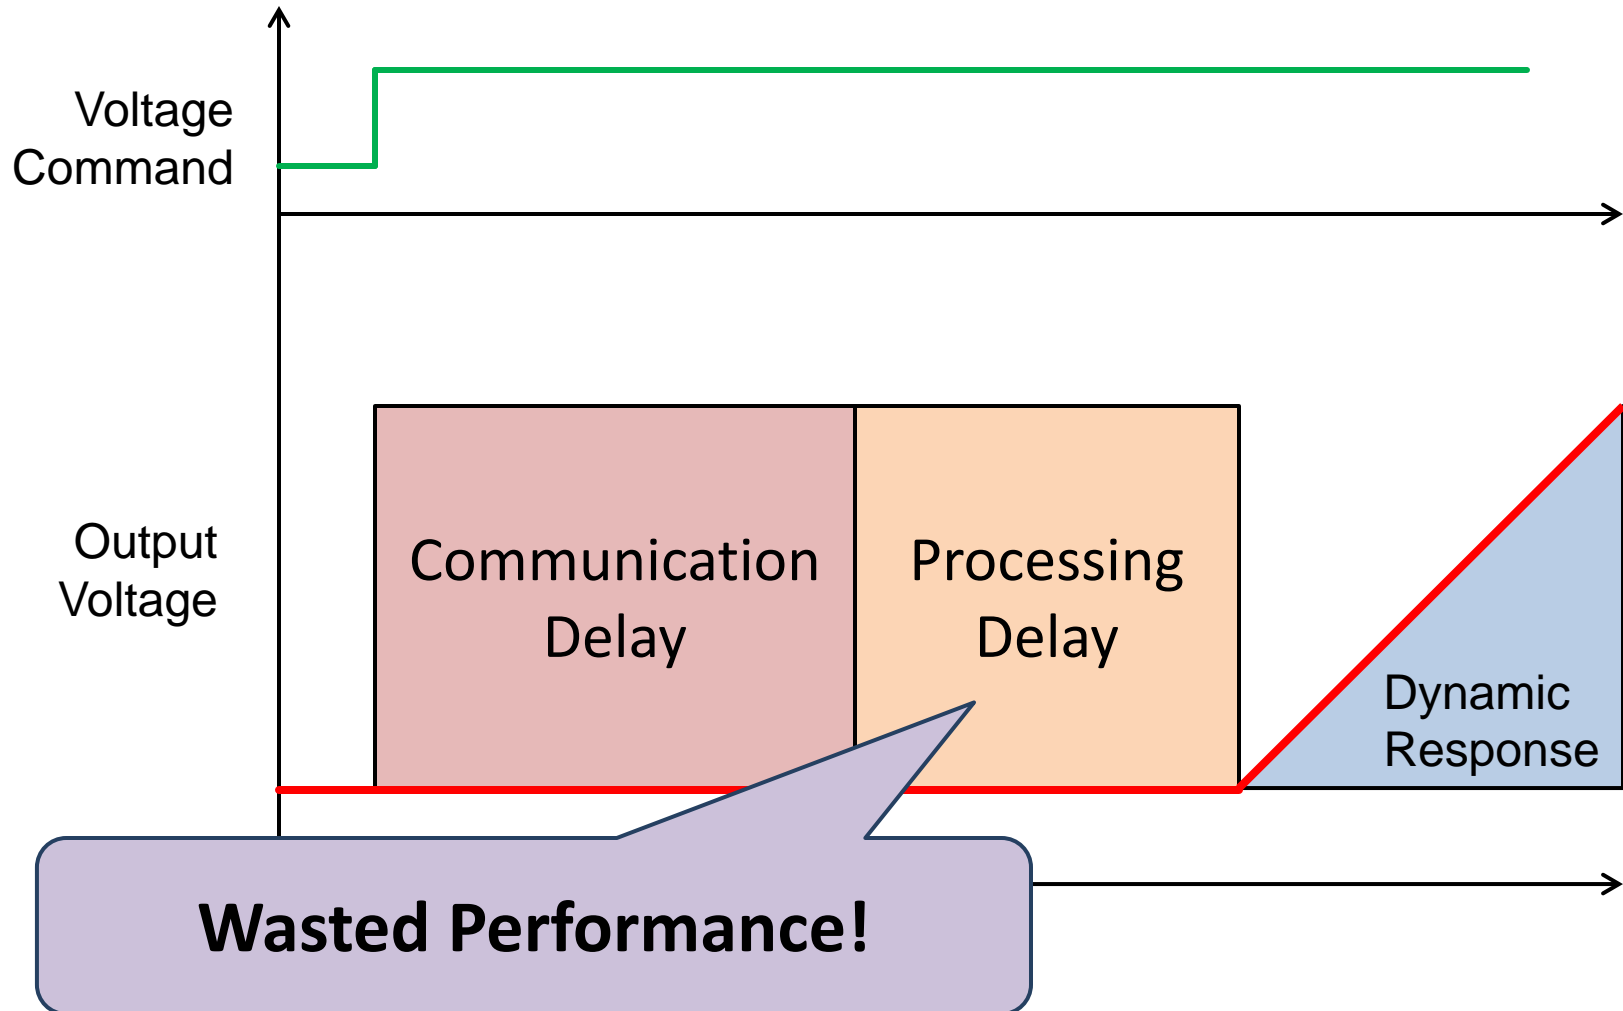 Voltage
Command
Output
Voltage
Communication
Delay
Processing
Delay
Dynamic
Response
Wasted Performance!